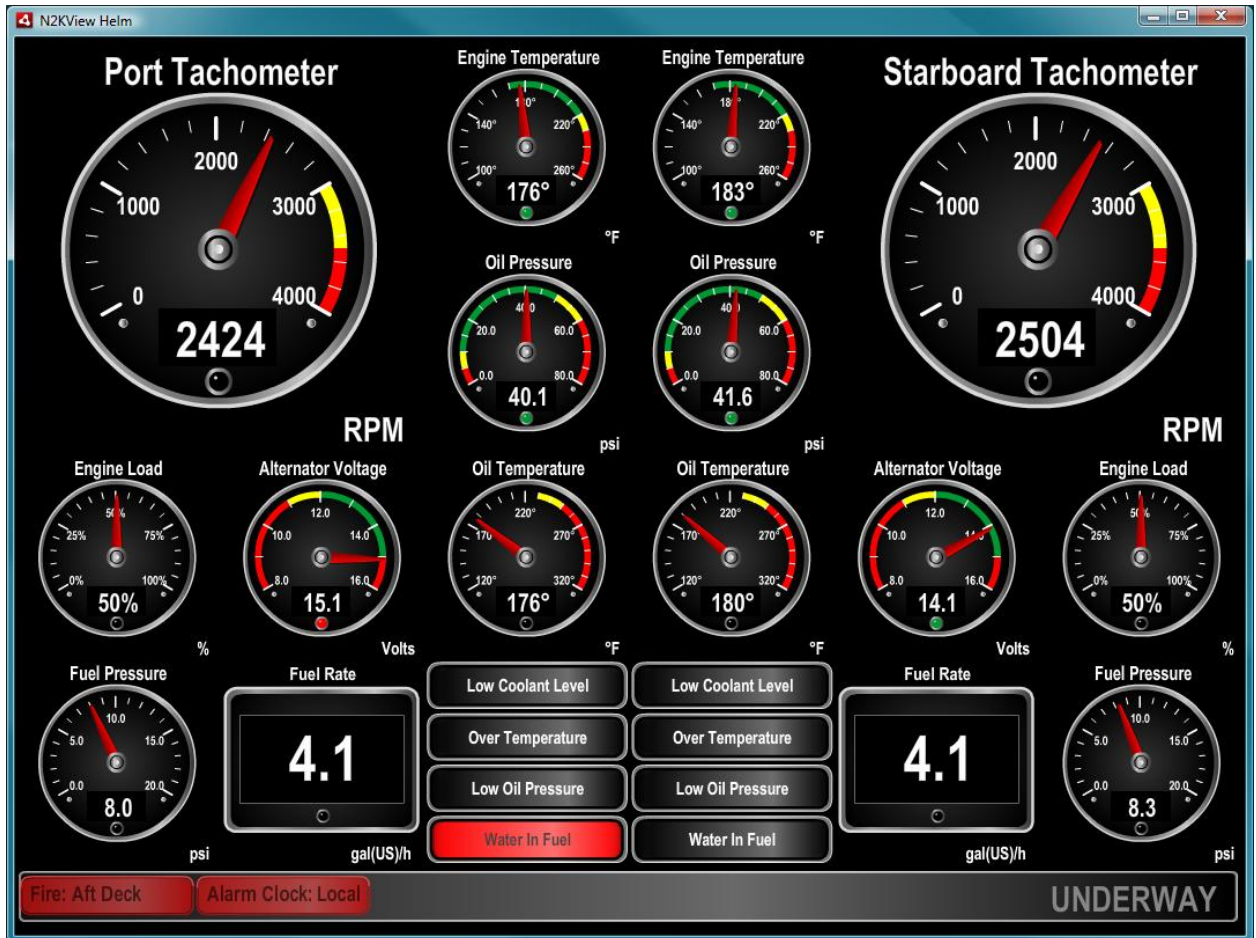 N2KView Helm
Port Tachometer
0
1000
2000
3000
4000
2424
RPM
Engine Temperature
100°
140°
180°
220°
260°
176°
°F
Engine Temperature
100°
140°
180°
220°
260°
183°
°F
Starboard Tachometer
0
1000
2000
3000
4000
2504
RPM
Oil Pressure
0.0
20.0
40.0
60.0
80.0
40.1
psi
Oil Pressure
0.0
20.0
40.0
60.0
80.0
41.6
psi
Engine Load
0%
25%
50%
75%
100%
50%
%
Alternator Voltage
8.0
10.0
12.0
14.0
16.0
15.1
Volts
Oil Temperature
120°
170°
220°
270°
320°
176°
°F
Oil Temperature
120°
170°
220°
270°
320°
180°
°F
Alternator Voltage
8.0
10.0
12.0
14.0
16.0
14.1
Volts
Engine Load
0%
25%
50%
75%
100%
50%
%
Fuel Pressure
0.0
5.0
10.0
15.0
20.0
8.0
psi
Fuel Rate
4.1
gal(US)/h
Low Coolant Level
Over Temperature
Low Oil Pressure
Water In Fuel
Low Coolant Level
Over Temperature
Low Oil Pressure
Water In Fuel
Fuel Rate
4.1
gal(US)/h
Fuel Pressure
0.0
5.0
10.0
15.0
20.0
8.3
psi
Fire: Aft Deck
Alarm Clock: Local
UNDERWAY